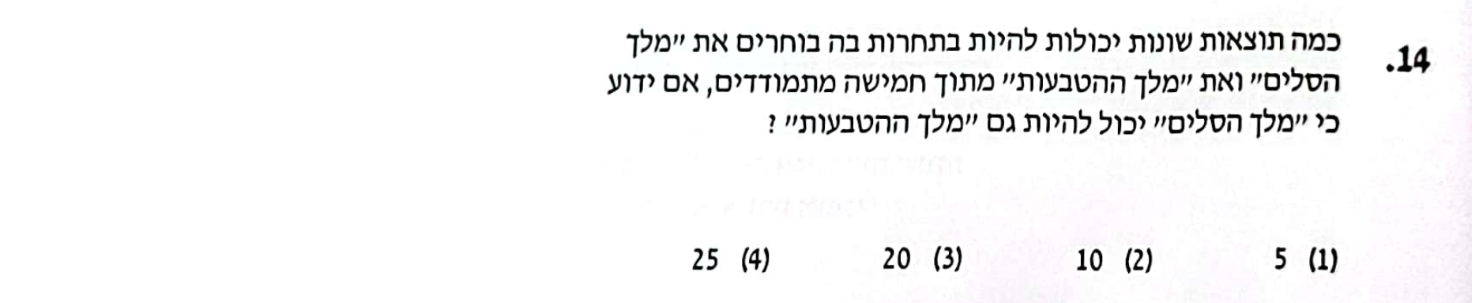 14. כמה תוצאות שונות יכולות להיות בתחרות בה בוחרים את "מלך
הסלים" ואת "מלך ההטבעות" מתוך חמישה מתמודדים, אם ידוע
כי "מלך הסלים" יכול להיות גם "מלך ההטבעות" ?
(1) 5 (2) 10 (3) 20 (4) 25